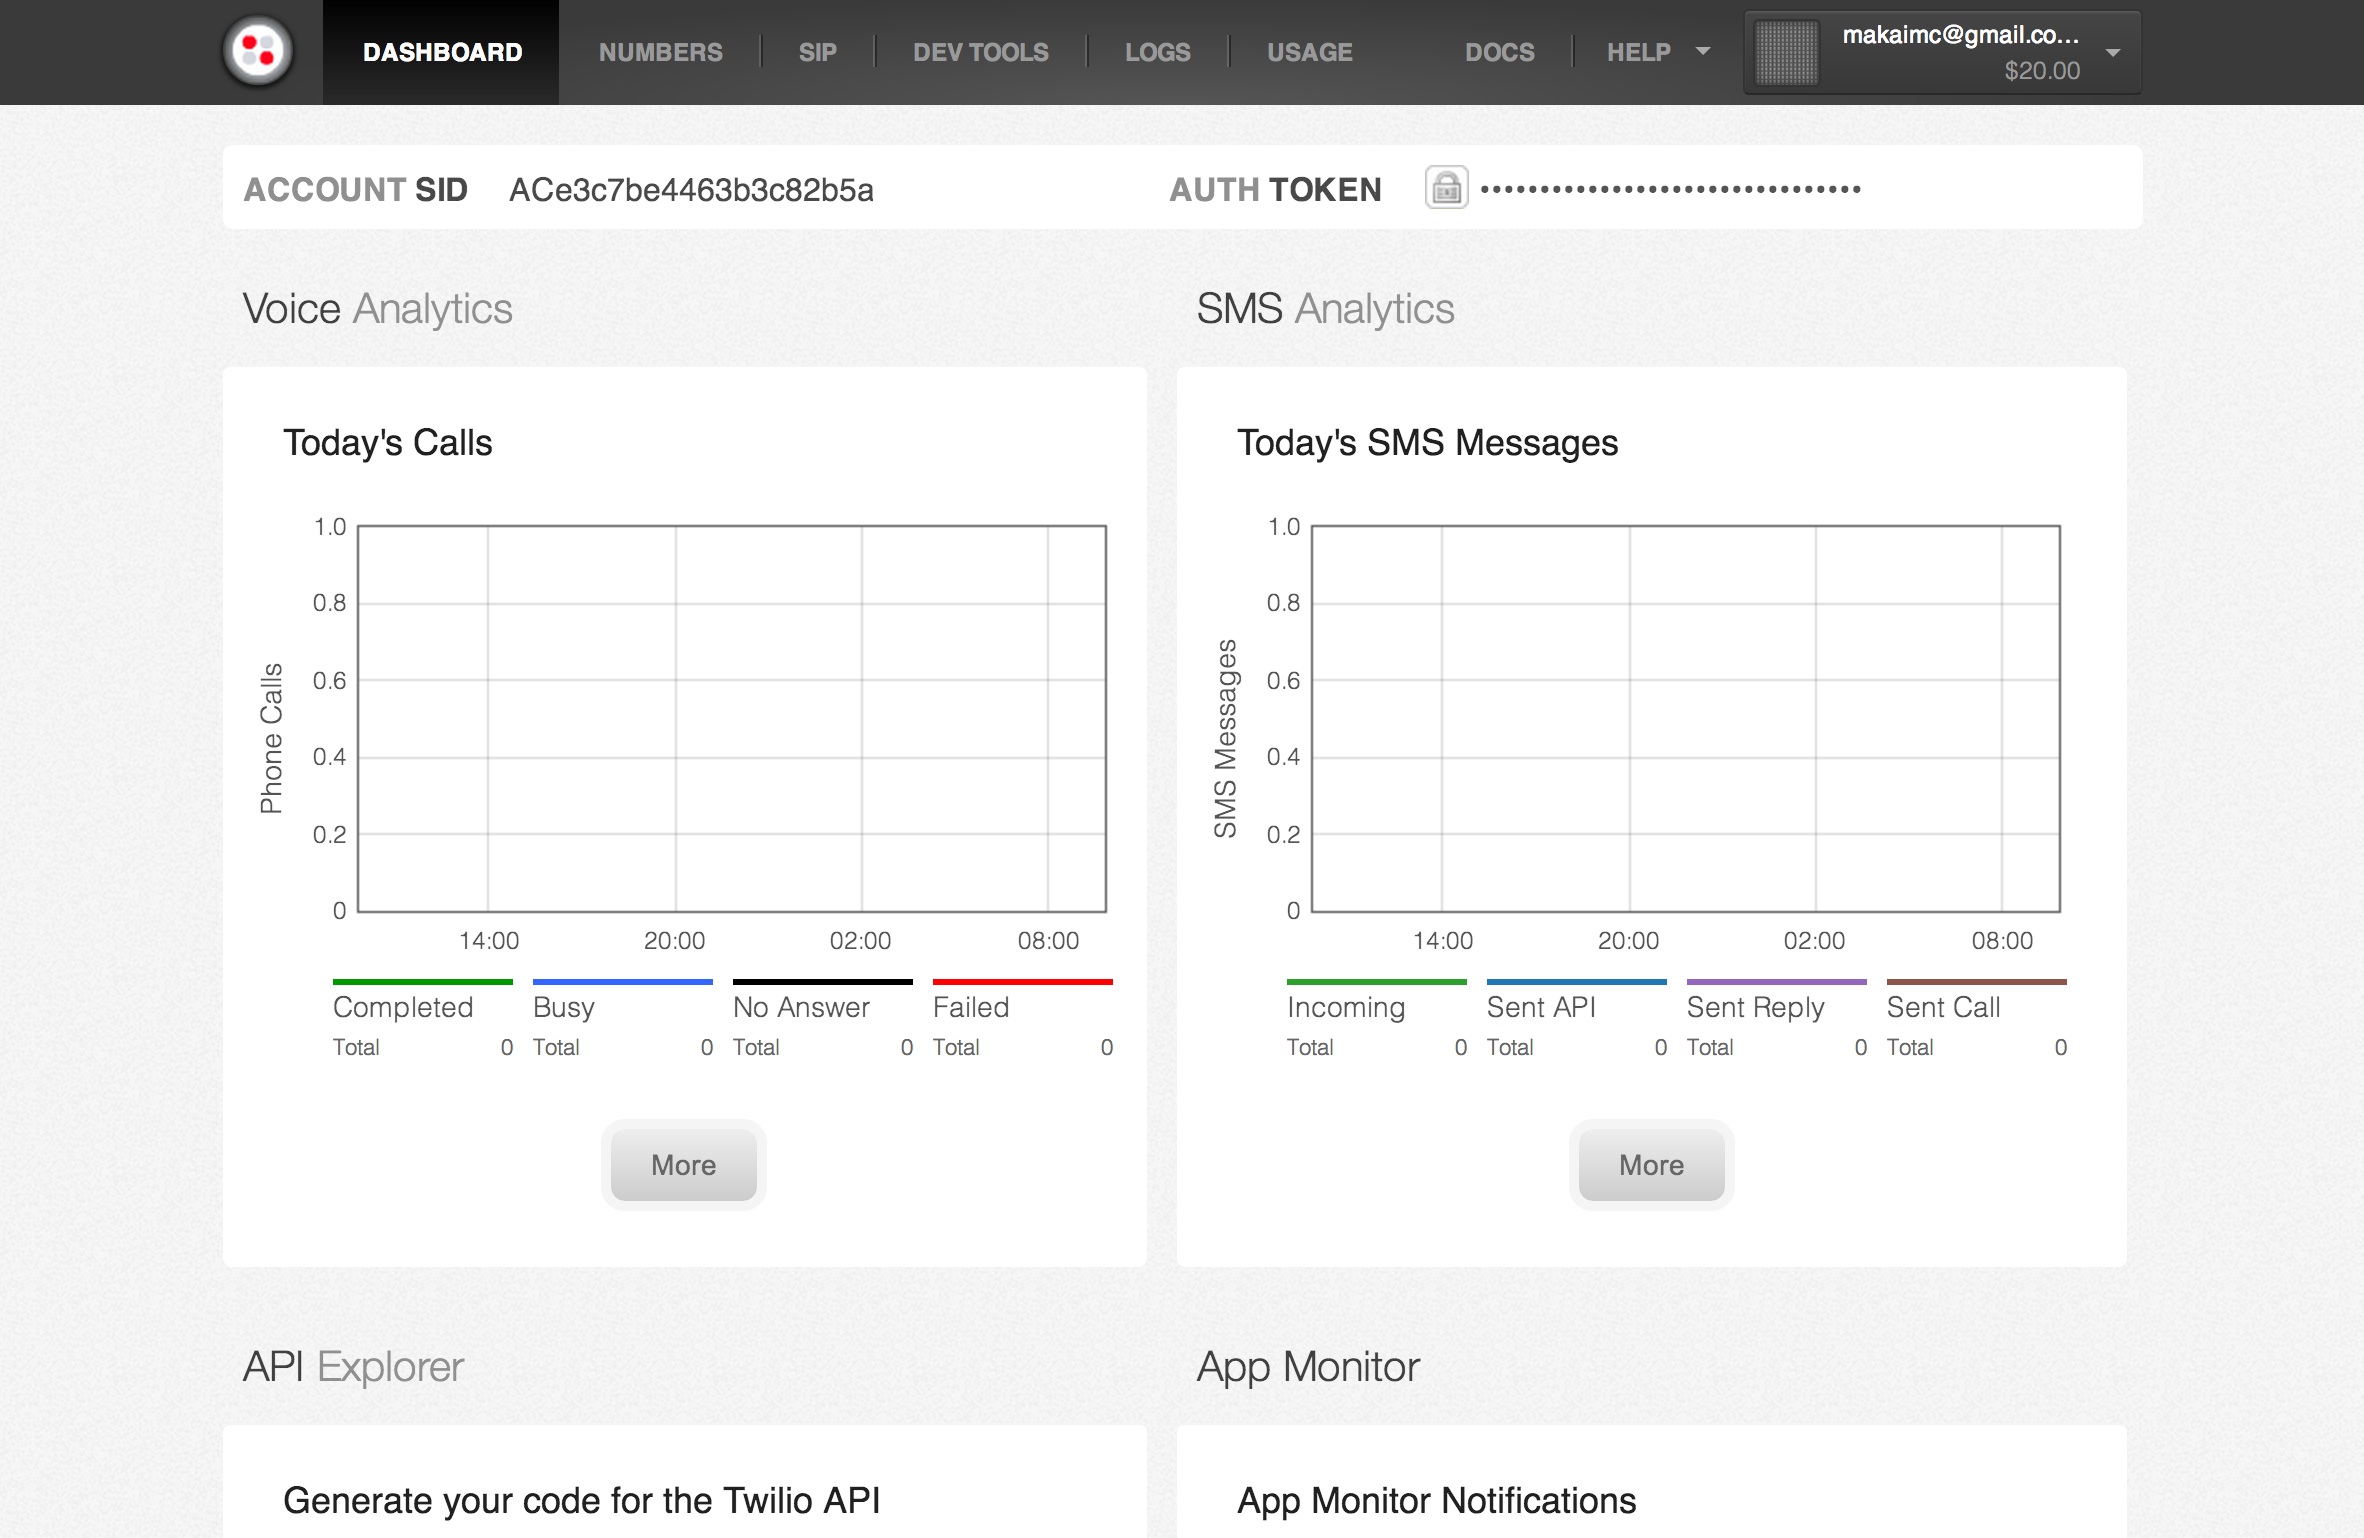 DASHBOARD NUMBERS SIP DEV TOOLS LOGS USAGE DOCS HELP makaimc@gmail.co...
$20.00
ACCOUNT SID ACe3c7be4463b3c82b5a AUTH TOKEN ••••••••••••••••••••••••••••••••
Voice Analytics
Today's Calls
Phone Calls
1.0
0.8
0.6
0.4
0.2
0
14:00 20:00 02:00 08:00
Completed Busy No Answer Failed
Total 0 Total 0 Total 0 Total 0
More
SMS Analytics
Today's SMS Messages
SMS Messages
1.0
0.8
0.6
0.4
0.2
0
14:00 20:00 02:00 08:00
Incoming Sent API Sent Reply Sent Call
Total 0 Total 0 Total 0 Total 0
More
API Explorer
Generate your code for the Twilio API
App Monitor
App Monitor Notifications